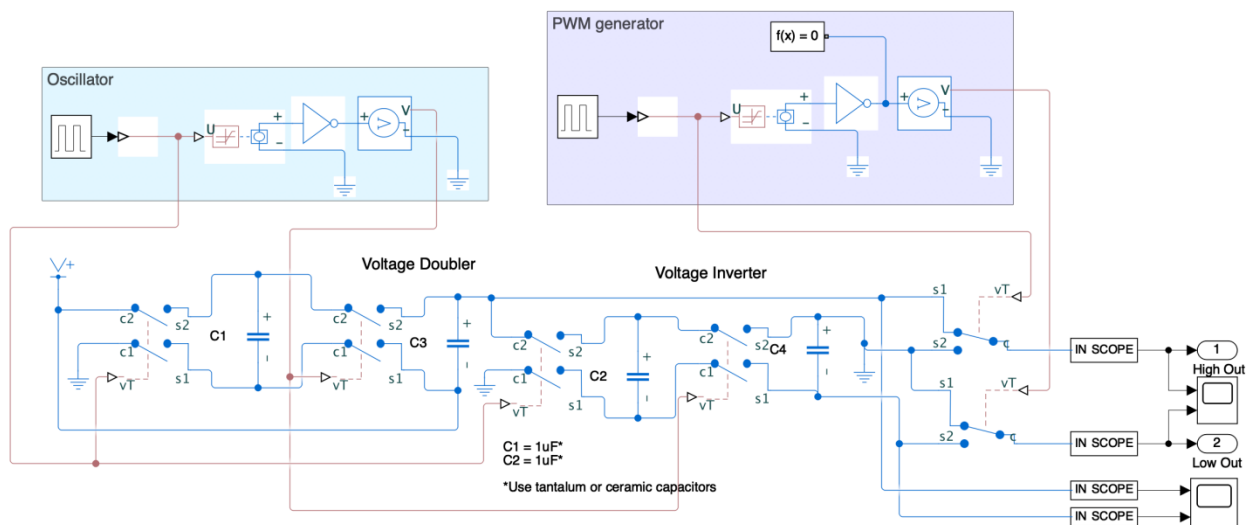 PWM generator
f(x) = 0
Oscillator
U
+
-
+
V
-
U
+
-
+
V
-
V+
Voltage Doubler
Voltage Inverter
c2
s2
C1
+
-
c1
s1
vT
c2
s2
C3
+
-
c1
s1
vT
c2
s2
C2
+
-
c1
s1
vT
c2
s2
C4
+
-
c1
s1
vT
s1
vT
s2
c
IN SCOPE
1
High Out
s1
vT
s2
c
IN SCOPE
2
Low Out
C1 = 1uF*
C2 = 1uF*
*Use tantalum or ceramic capacitors
IN SCOPE
IN SCOPE